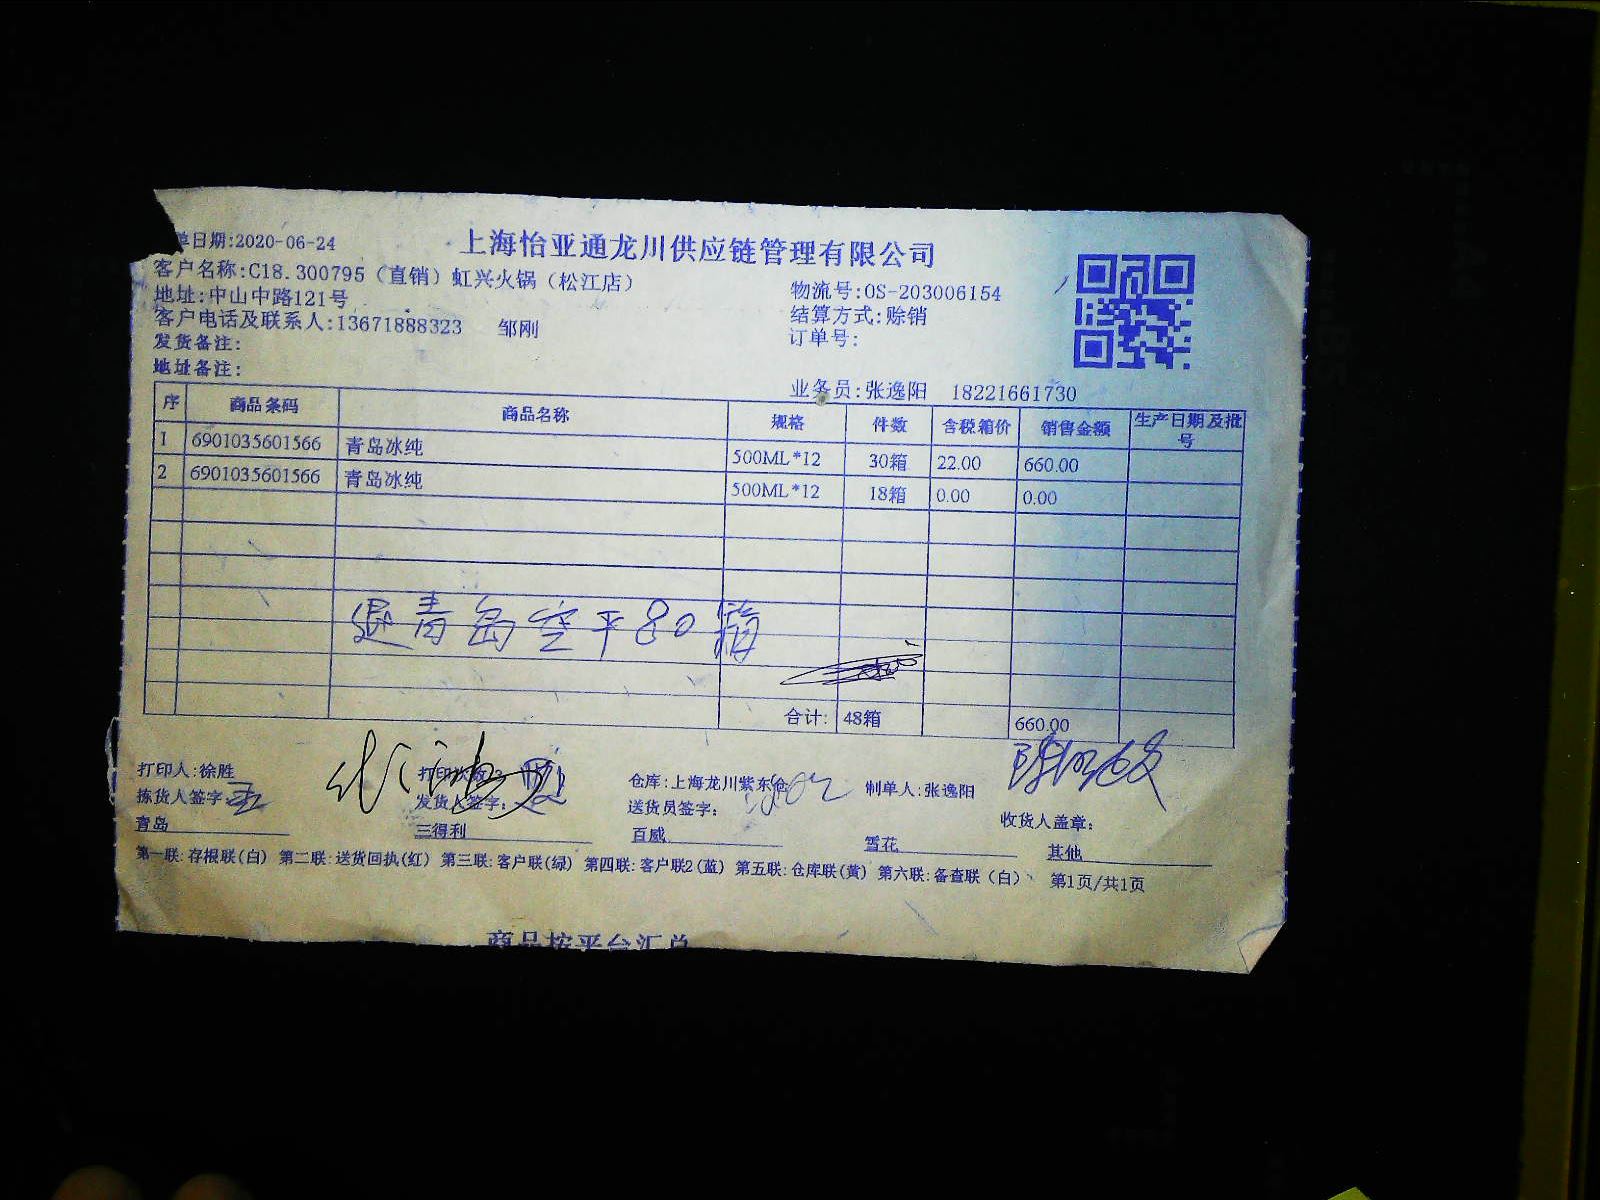 单日期:2020-06-24
上海怡亚通龙川供应链管理有限公司
客户名称:C18.300795（直销）虹兴火锅（松江店）
物流号:OS-203006154
地址:中山中路121号
结算方式:赊销
客户电话及联系人:13671888323 邹刚
订单号:
发货备注:
地址备注:
业务员:张逸阳 18221661730
序 商品条码 商品名称 规格 件数 含税箱价 销售金额 生产日期及批号
1 6901035601566 青岛冰纯 500ML*12 30箱 22.00 660.00
2 6901035601566 青岛冰纯 500ML*12 18箱 0.00 0.00
退青岛空平80箱
合计: 48箱 660.00
打印人:徐胜 仓库:上海龙川紫东仓 制单人:张逸阳
拣货人签字: 发货人签字: 送货员签字: 收货人盖章:
青岛 三得利 百威 雪花 其他
第一联:存根联(白) 第二联:送货回执(红) 第三联:客户联(绿) 第四联:客户联2(蓝) 第五联:仓库联(黄) 第六联:备查联（白） 第1页/共1页
商品按平台汇总